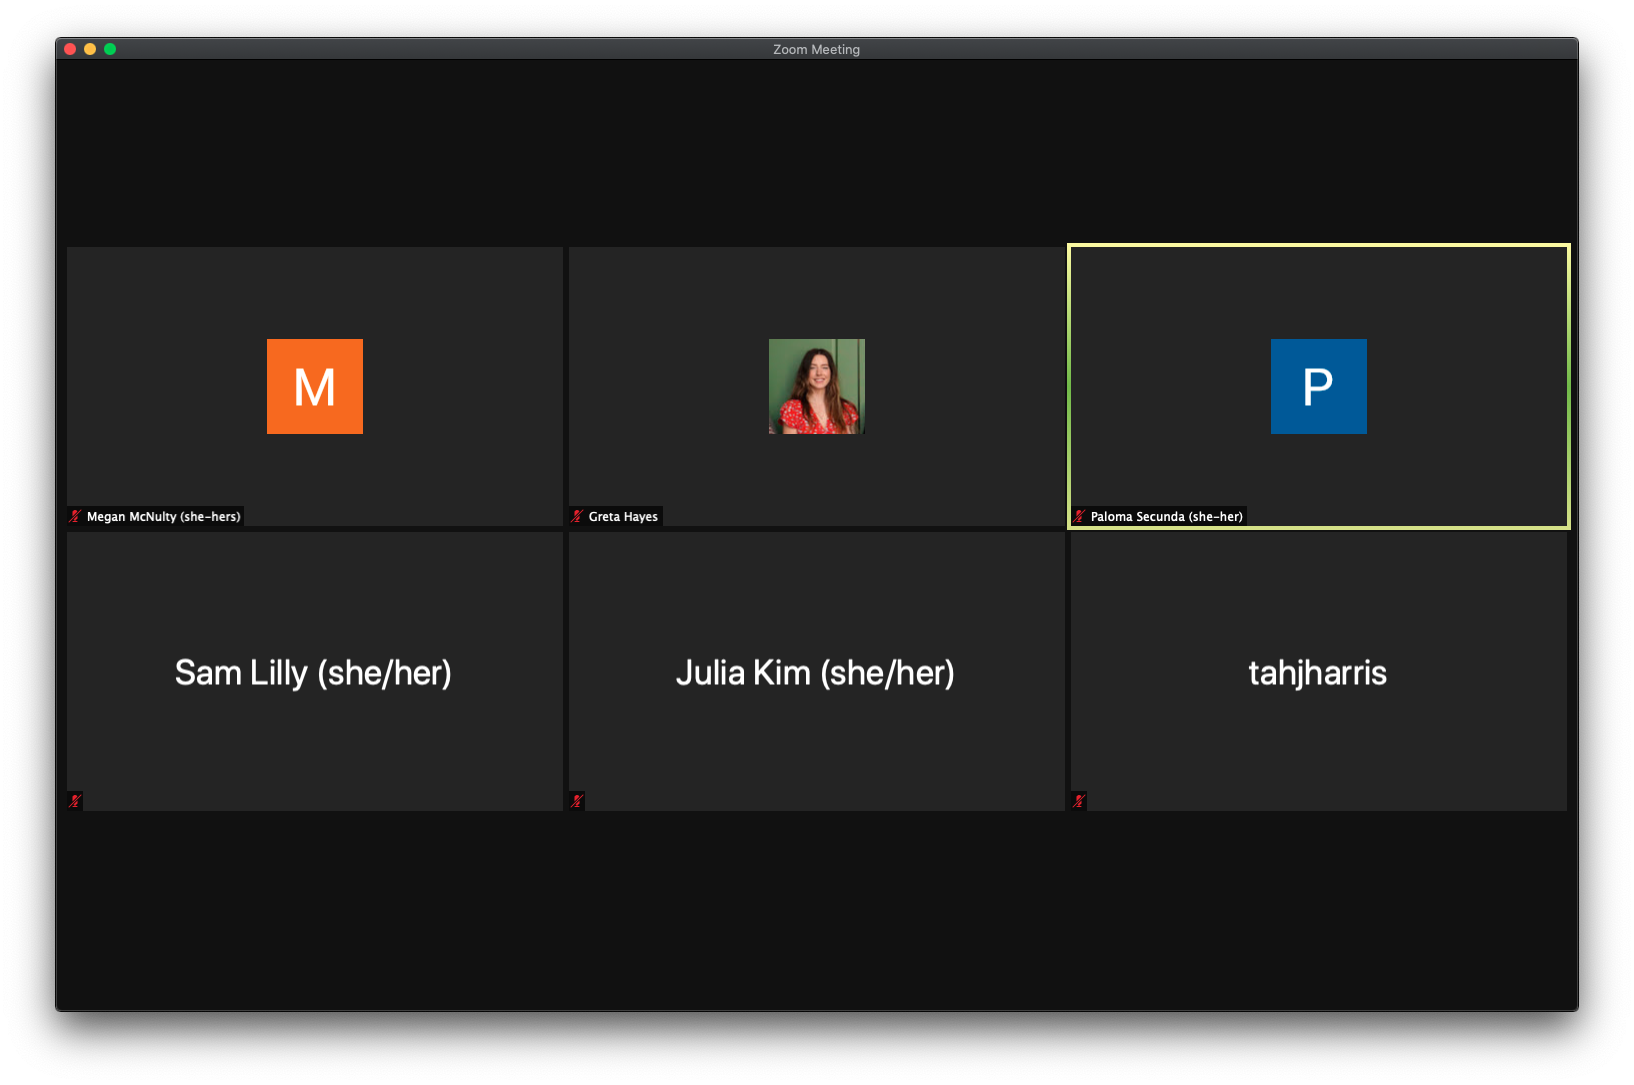 Zoom Meeting
M
P
Megan McNulty (she-hers)
Greta Hayes
Paloma Secunda (she-her)
Sam Lilly (she/her)
Julia Kim (she/her)
tahjharris